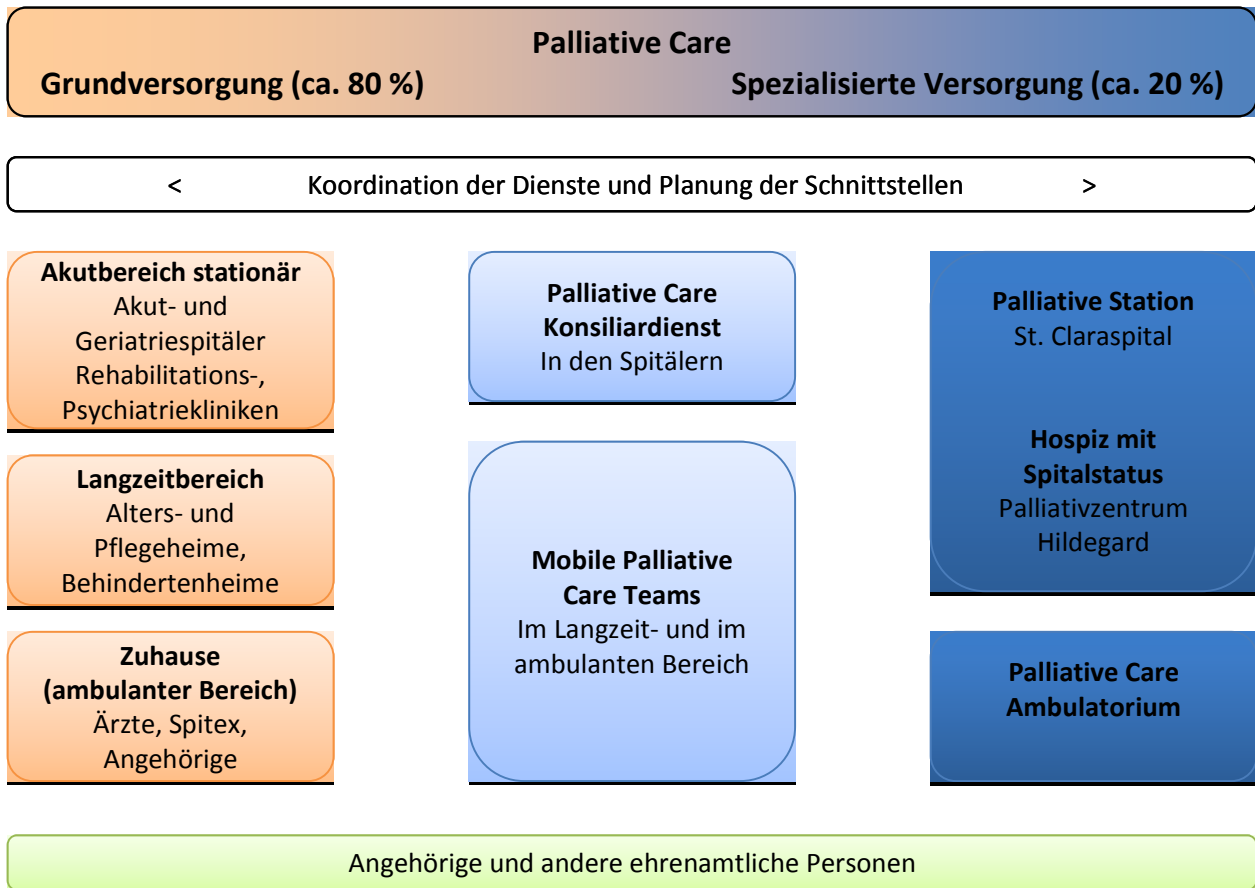 Palliative Care
Grundversorgung (ca. 80 %) Spezialisierte Versorgung (ca. 20 %)
< Koordination der Dienste und Planung der Schnittstellen >
Akutbereich stationär
Akut- und
Geriatriespitäler
Rehabilitations-,
Psychiatriekliniken
Langzeitbereich
Alters- und
Pflegeheime,
Behindertenheime
Zuhause
(ambulanter Bereich)
Ärzte, Spitex,
Angehörige
Palliative Care
Konsiliardienst
In den Spitälern
Mobile Palliative
Care Teams
Im Langzeit- und im
ambulanten Bereich
Palliative Station
St. Claraspital
Hospiz mit
Spitalstatus
Palliativzentrum
Hildegard
Palliative Care
Ambulatorium
Angehörige und andere ehrenamtliche Personen